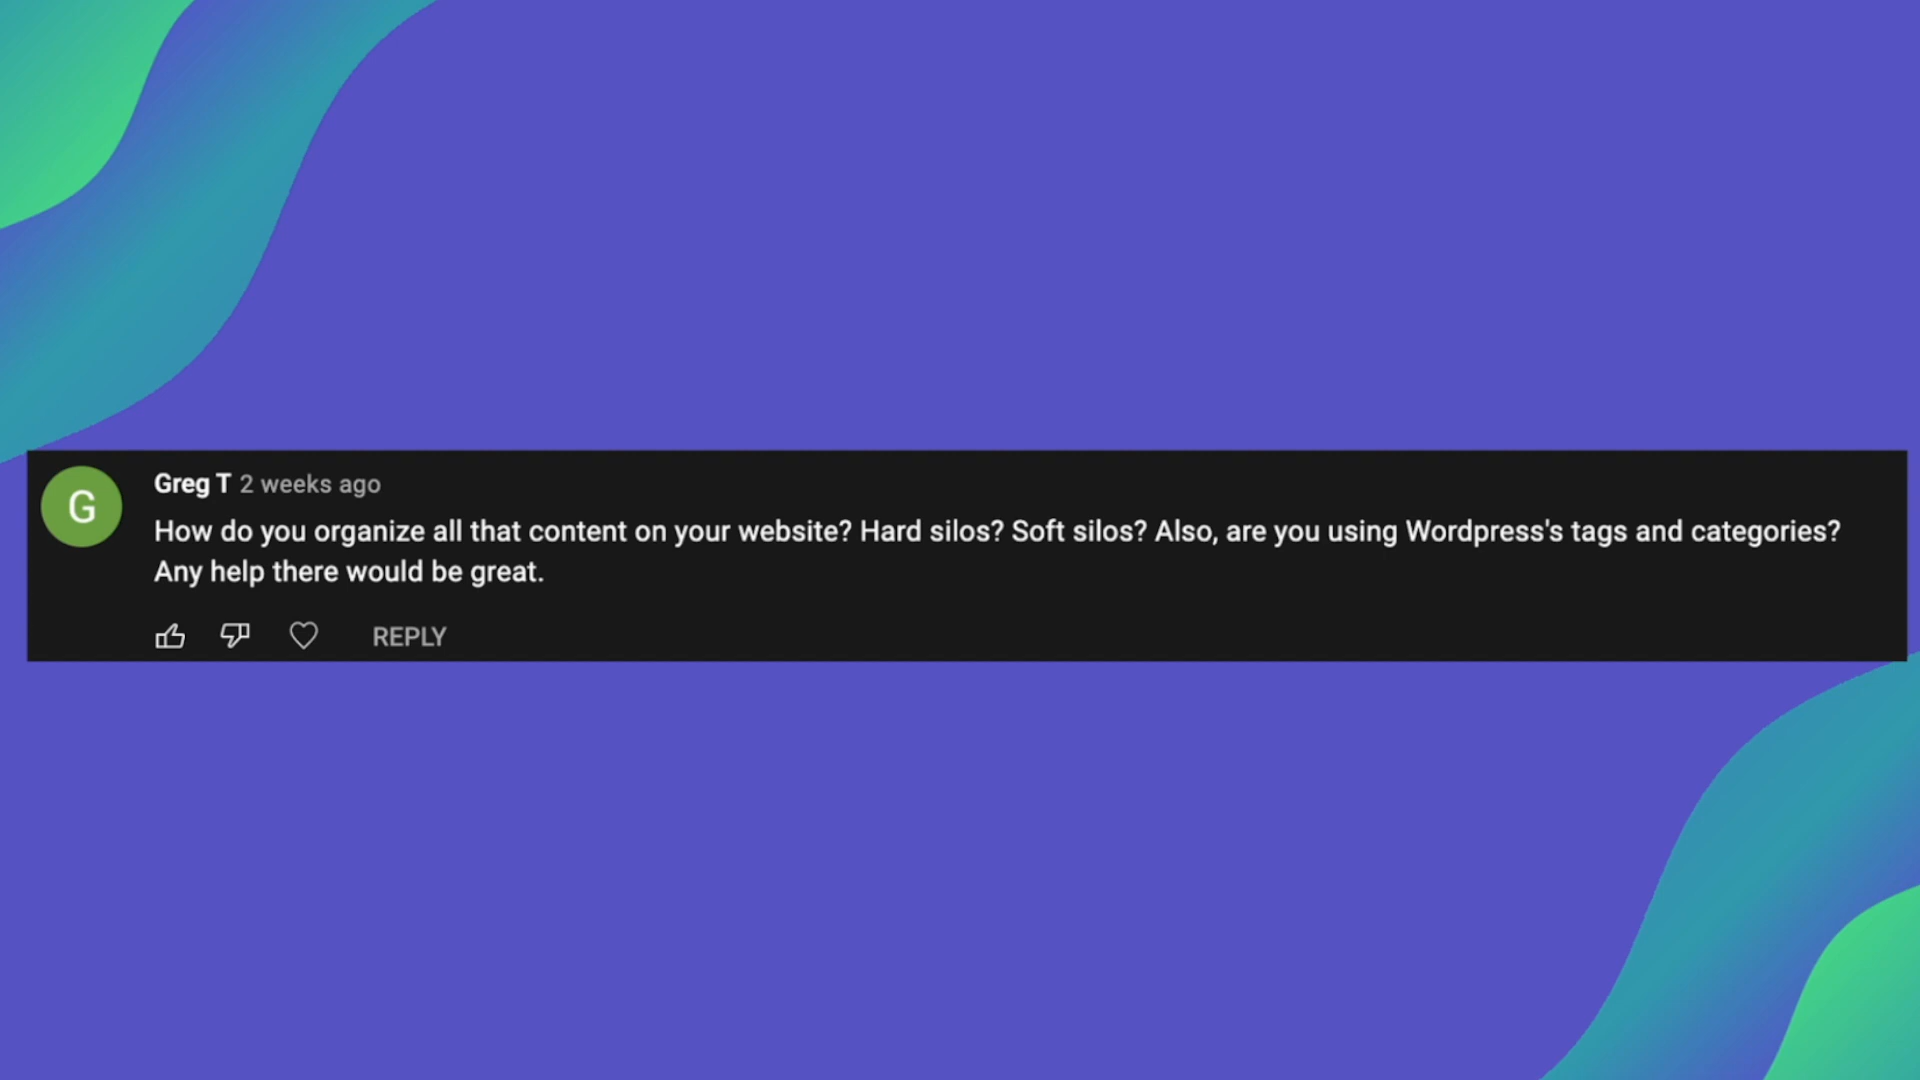 G
Greg T 2 weeks ago
How do you organize all that content on your website? Hard silos? Soft silos? Also, are you using Wordpress's tags and categories?
Any help there would be great.
REPLY